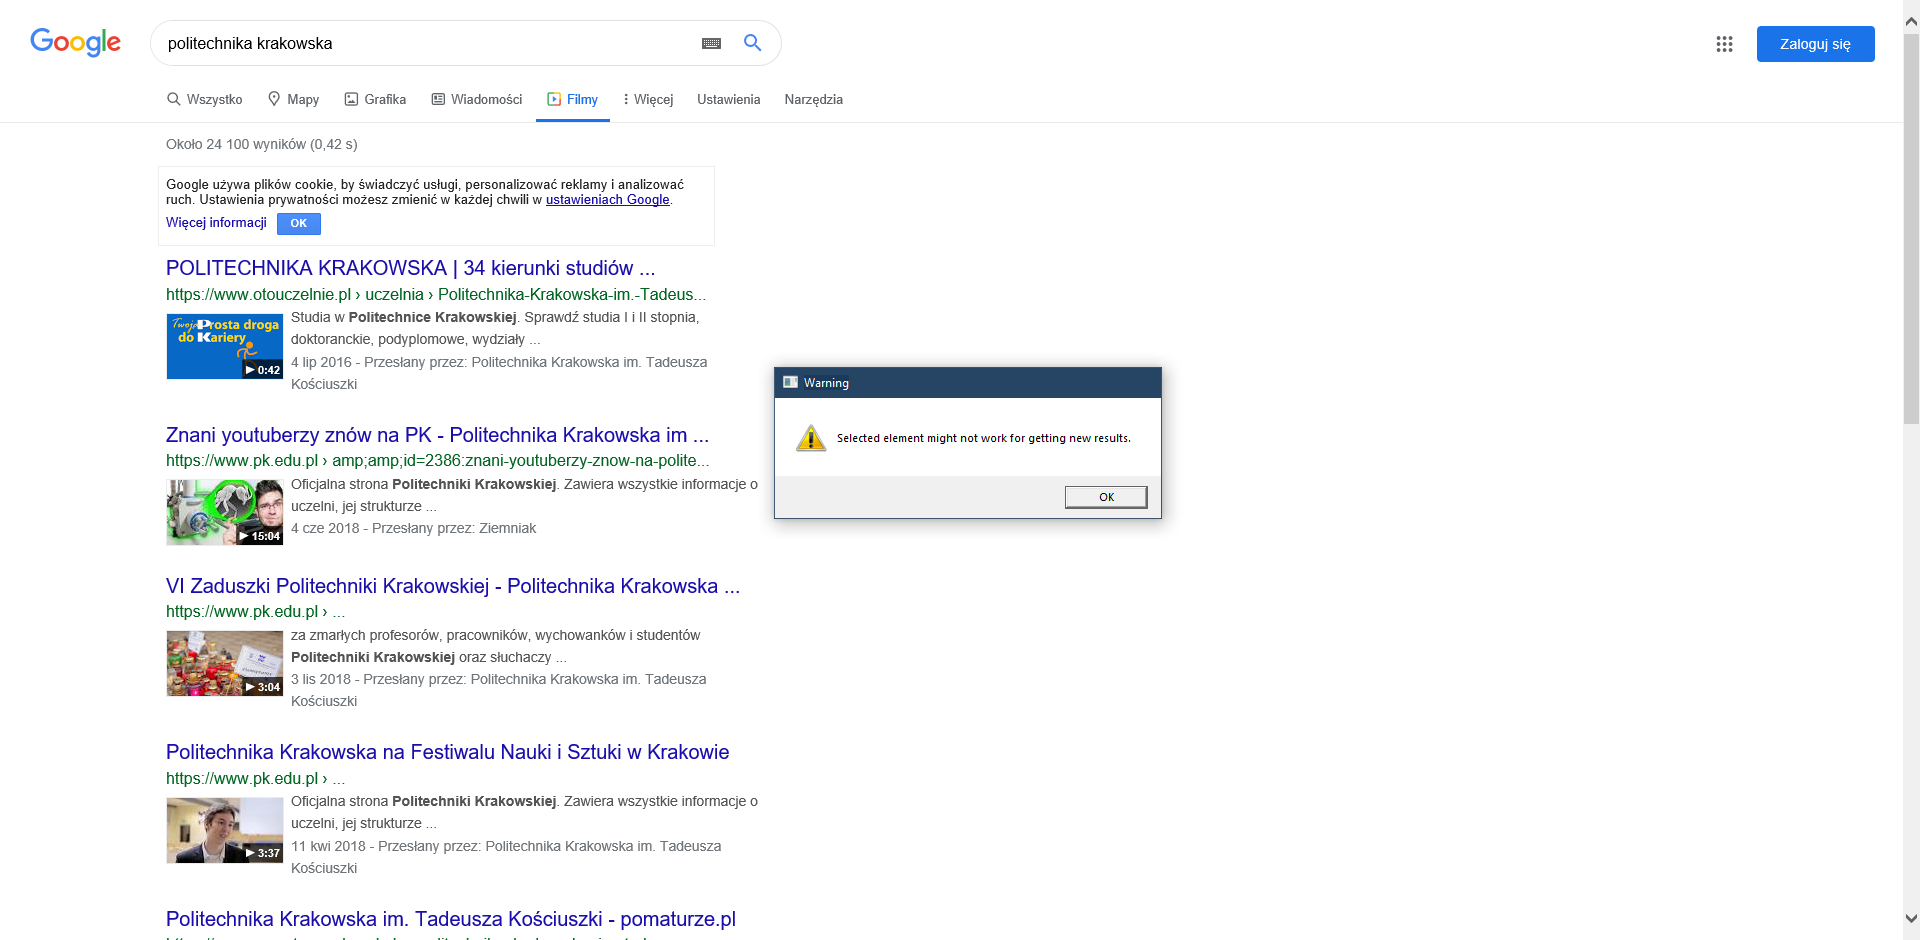 Google
politechnika krakowska
Zaloguj się
Wszystko Mapy Grafika Wiadomości Filmy Więcej Ustawienia Narzędzia
Około 24 100 wyników (0,42 s)
Google używa plików cookie, by świadczyć usługi, personalizować reklamy i analizować
ruch. Ustawienia prywatności możesz zmienić w każdej chwili w ustawieniach Google.
Więcej informacji OK
POLITECHNIKA KRAKOWSKA | 34 kierunki studiów ...
https://www.otouczelnie.pl › uczelnia › Politechnika-Krakowska-im.-Tadeus...
Twoja Prosta droga
do Kariery
0:42
Studia w Politechnice Krakowskiej. Sprawdź studia I i II stopnia,
doktoranckie, podyplomowe, wydziały ...
4 lip 2016 - Przesłany przez: Politechnika Krakowska im. Tadeusza
Kościuszki
Znani youtuberzy znów na PK - Politechnika Krakowska im ...
https://www.pk.edu.pl › amp;amp;id=2386:znani-youtuberzy-znow-na-polite...
15:04
Oficjalna strona Politechniki Krakowskiej. Zawiera wszystkie informacje o
uczelni, jej strukturze ...
4 cze 2018 - Przesłany przez: Ziemniak
VI Zaduszki Politechniki Krakowskiej - Politechnika Krakowska ...
https://www.pk.edu.pl › ...
3:04
za zmarłych profesorów, pracowników, wychowanków i studentów
Politechniki Krakowskiej oraz słuchaczy ...
3 lis 2018 - Przesłany przez: Politechnika Krakowska im. Tadeusza
Kościuszki
Politechnika Krakowska na Festiwalu Nauki i Sztuki w Krakowie
https://www.pk.edu.pl › ...
3:37
Oficjalna strona Politechniki Krakowskiej. Zawiera wszystkie informacje o
uczelni, jej strukturze ...
11 kwi 2018 - Przesłany przez: Politechnika Krakowska im. Tadeusza
Kościuszki
Politechnika Krakowska im. Tadeusza Kościuszki - pomaturze.pl
Warning
Selected element might not work for getting new results.
OK